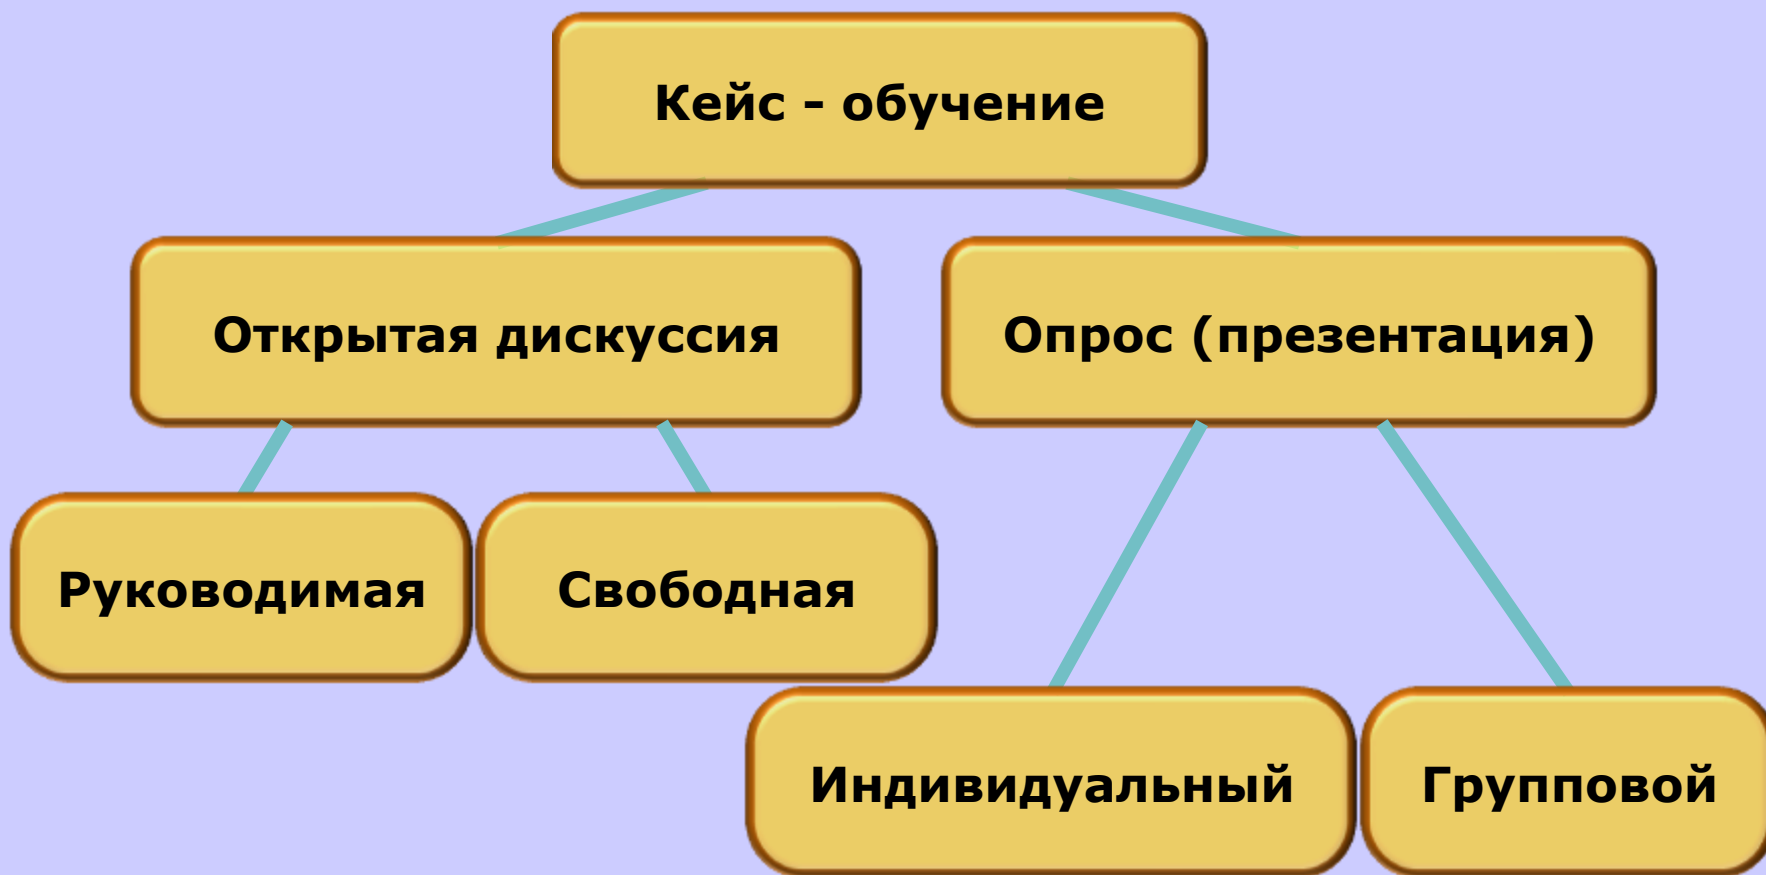 Кейс - обучение
Открытая дискуссия
Опрос (презентация)
Руководимая
Свободная
Индивидуальный
Групповой